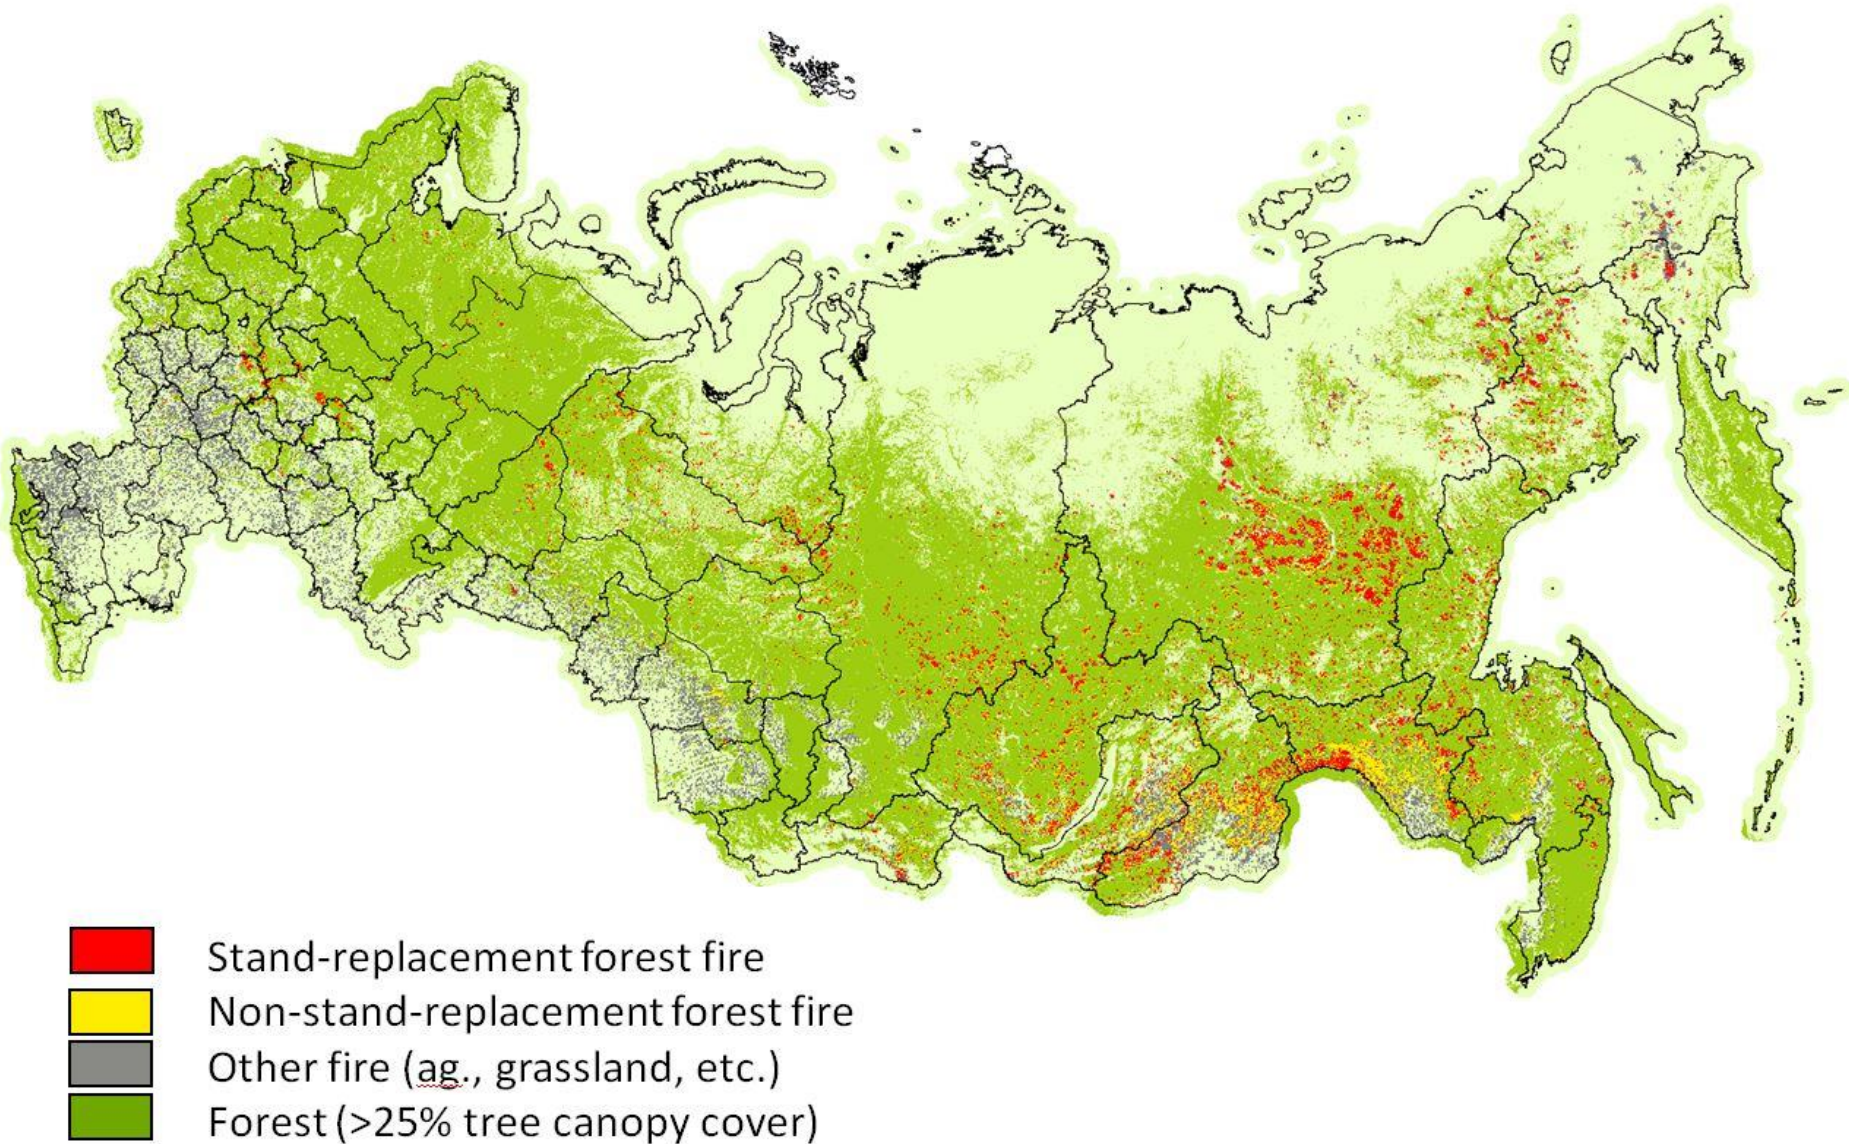 Stand-replacement forest fire
Non-stand-replacement forest fire
Other fire (ag., grassland, etc.)
Forest (>25% tree canopy cover)